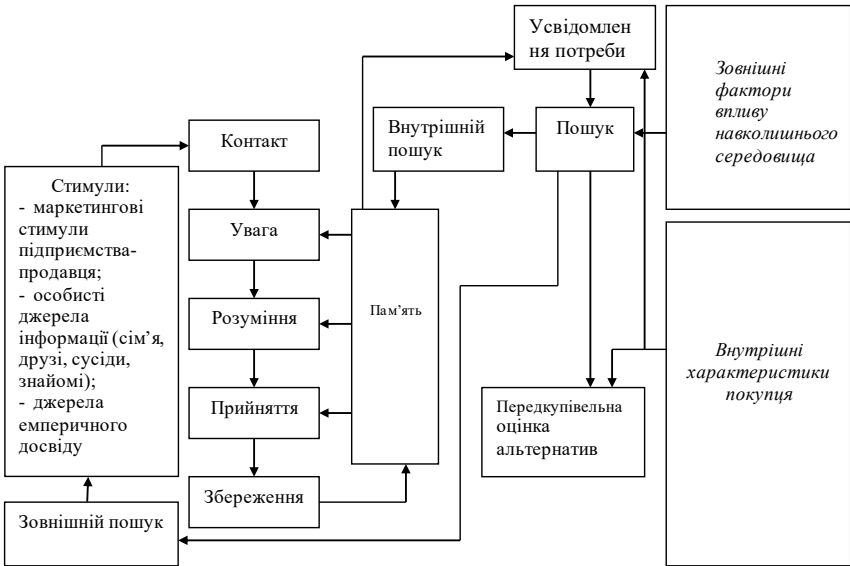 Усвідомлен
ня потреби
Зовнішні
фактори
впливу
навколишнього
середовища
Контакт
Внутрішній
пошук
Пошук
Стимули:
- маркетингові
стимули
підприємства-
продавця;
- особисті
джерела
інформації (сім’я,
друзі, сусіди,
знайомі);
- джерела
емперичного
досвіду
Увага
Розуміння
Прийняття
Збереження
Пам’ять
Передкупівельна
оцінка
альтернатив
Внутрішні
характеристики
покупця
Зовнішній пошук